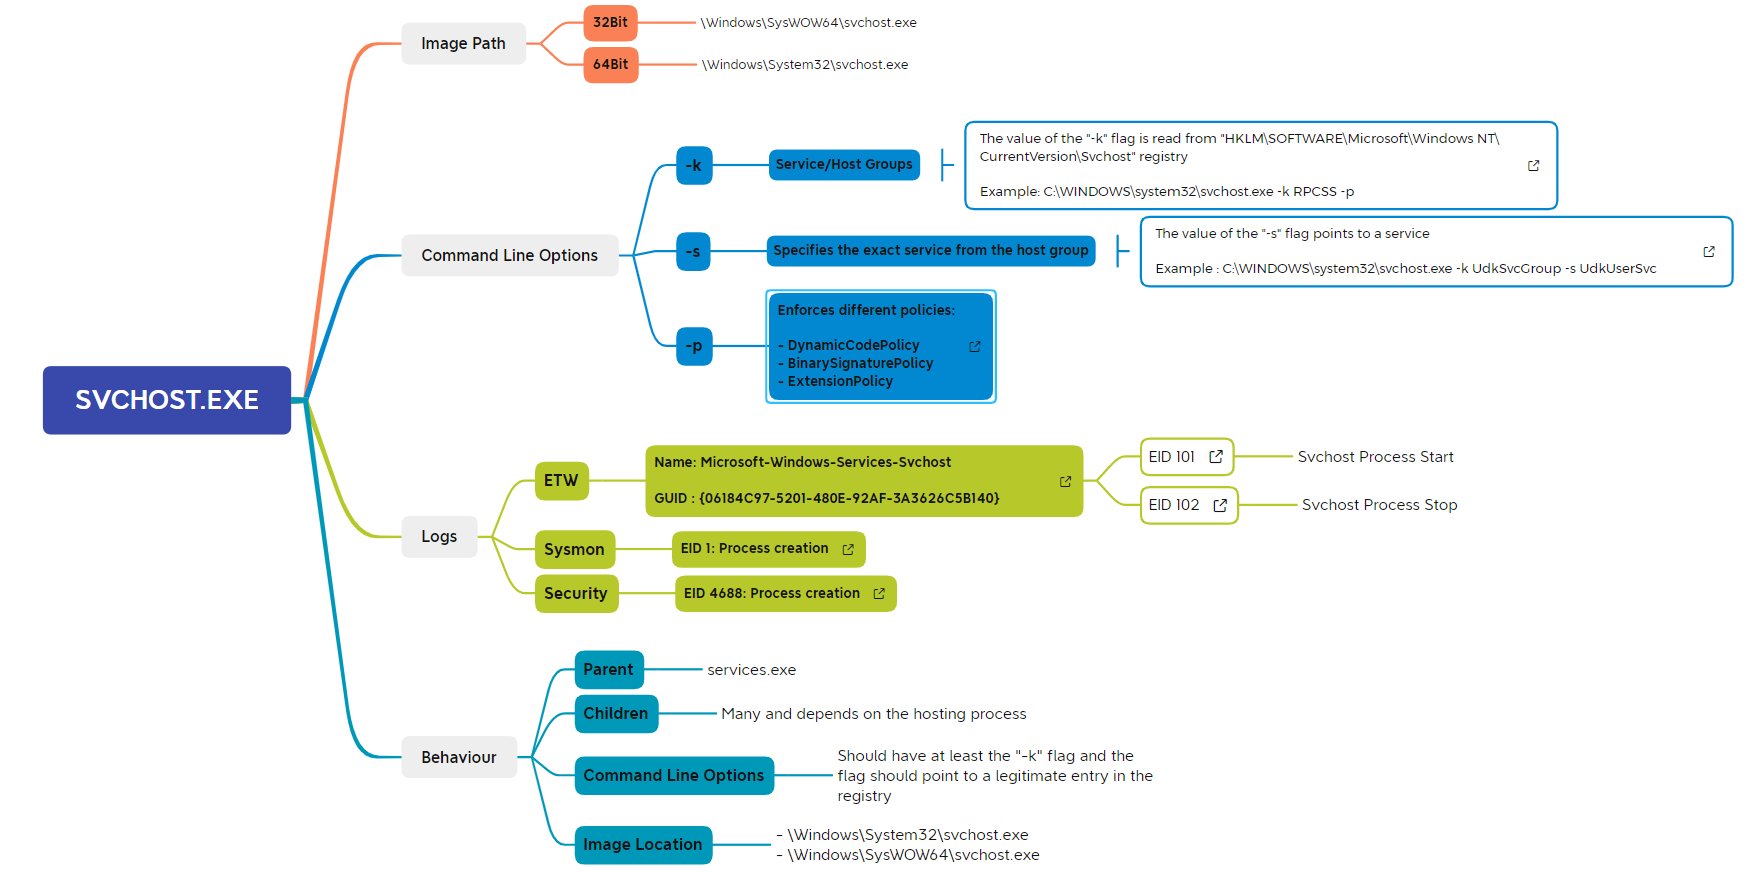 SVCHOST.EXE
Image Path
32Bit
\Windows\SysWOW64\svchost.exe
64Bit
\Windows\System32\svchost.exe
Command Line Options
-k
Service/Host Groups
The value of the "-k" flag is read from "HKLM\SOFTWARE\Microsoft\Windows NT\
CurrentVersion\Svchost" registry
Example: C:\WINDOWS\system32\svchost.exe -k RPCSS -p
-s
Specifies the exact service from the host group
The value of the "-s" flag points to a service
Example : C:\WINDOWS\system32\svchost.exe -k UdkSvcGroup -s UdkUserSvc
-p
Enforces different policies:
- DynamicCodePolicy
- BinarySignaturePolicy
- ExtensionPolicy
Logs
ETW
Name: Microsoft-Windows-Services-Svchost
GUID : {06184C97-5201-480E-92AF-3A3626C5B140}
EID 101
Svchost Process Start
EID 102
Svchost Process Stop
Sysmon
EID 1: Process creation
Security
EID 4688: Process creation
Behaviour
Parent
services.exe
Children
Many and depends on the hosting process
Command Line Options
Should have at least the "-k" flag and the
flag should point to a legitimate entry in the
registry
Image Location
- \Windows\System32\svchost.exe
- \Windows\SysWOW64\svchost.exe